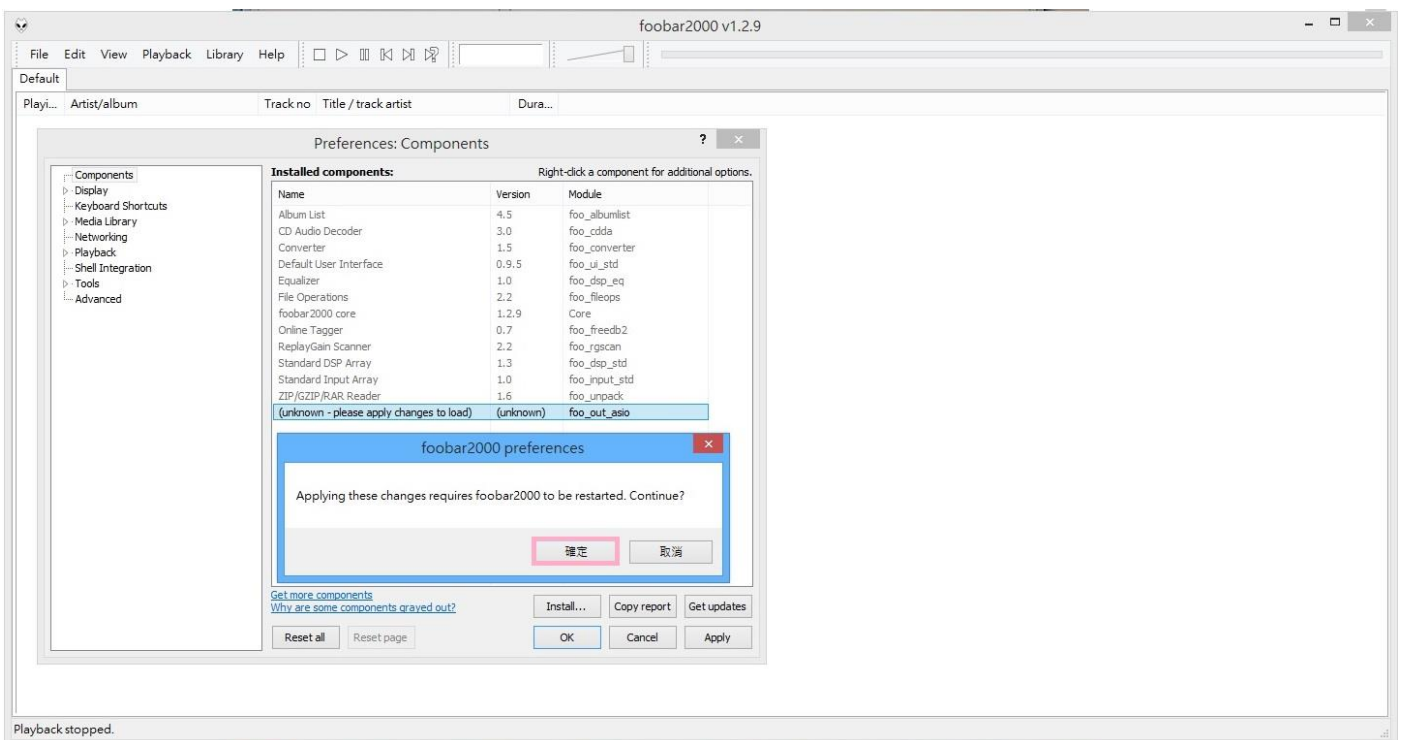 foobar2000 v1.2.9
File Edit View Playback Library Help
Default
Playi... Artist/album Track no Title / track artist Dura...
Preferences: Components ?
Components
Display
Keyboard Shortcuts
Media Library
Networking
Playback
Shell Integration
Tools
Advanced
Installed components: Right-click a component for additional options.
Name Version Module
Album List 4.5 foo_albumlist
CD Audio Decoder 3.0 foo_cdda
Converter 1.5 foo_converter
Default User Interface 0.9.5 foo_ui_std
Equalizer 1.0 foo_dsp_eq
File Operations 2.2 foo_fileops
foobar2000 core 1.2.9 Core
Online Tagger 0.7 foo_freedb2
ReplayGain Scanner 2.2 foo_rgscan
Standard DSP Array 1.3 foo_dsp_std
Standard Input Array 1.0 foo_input_std
ZIP/GZIP/RAR Reader 1.6 foo_unpack
(unknown - please apply changes to load) (unknown) foo_out_asio
foobar2000 preferences
Applying these changes requires foobar2000 to be restarted. Continue?
確定 取消
Get more components
Why are some components grayed out?
Install... Copy report Get updates
Reset all Reset page OK Cancel Apply
Playback stopped.